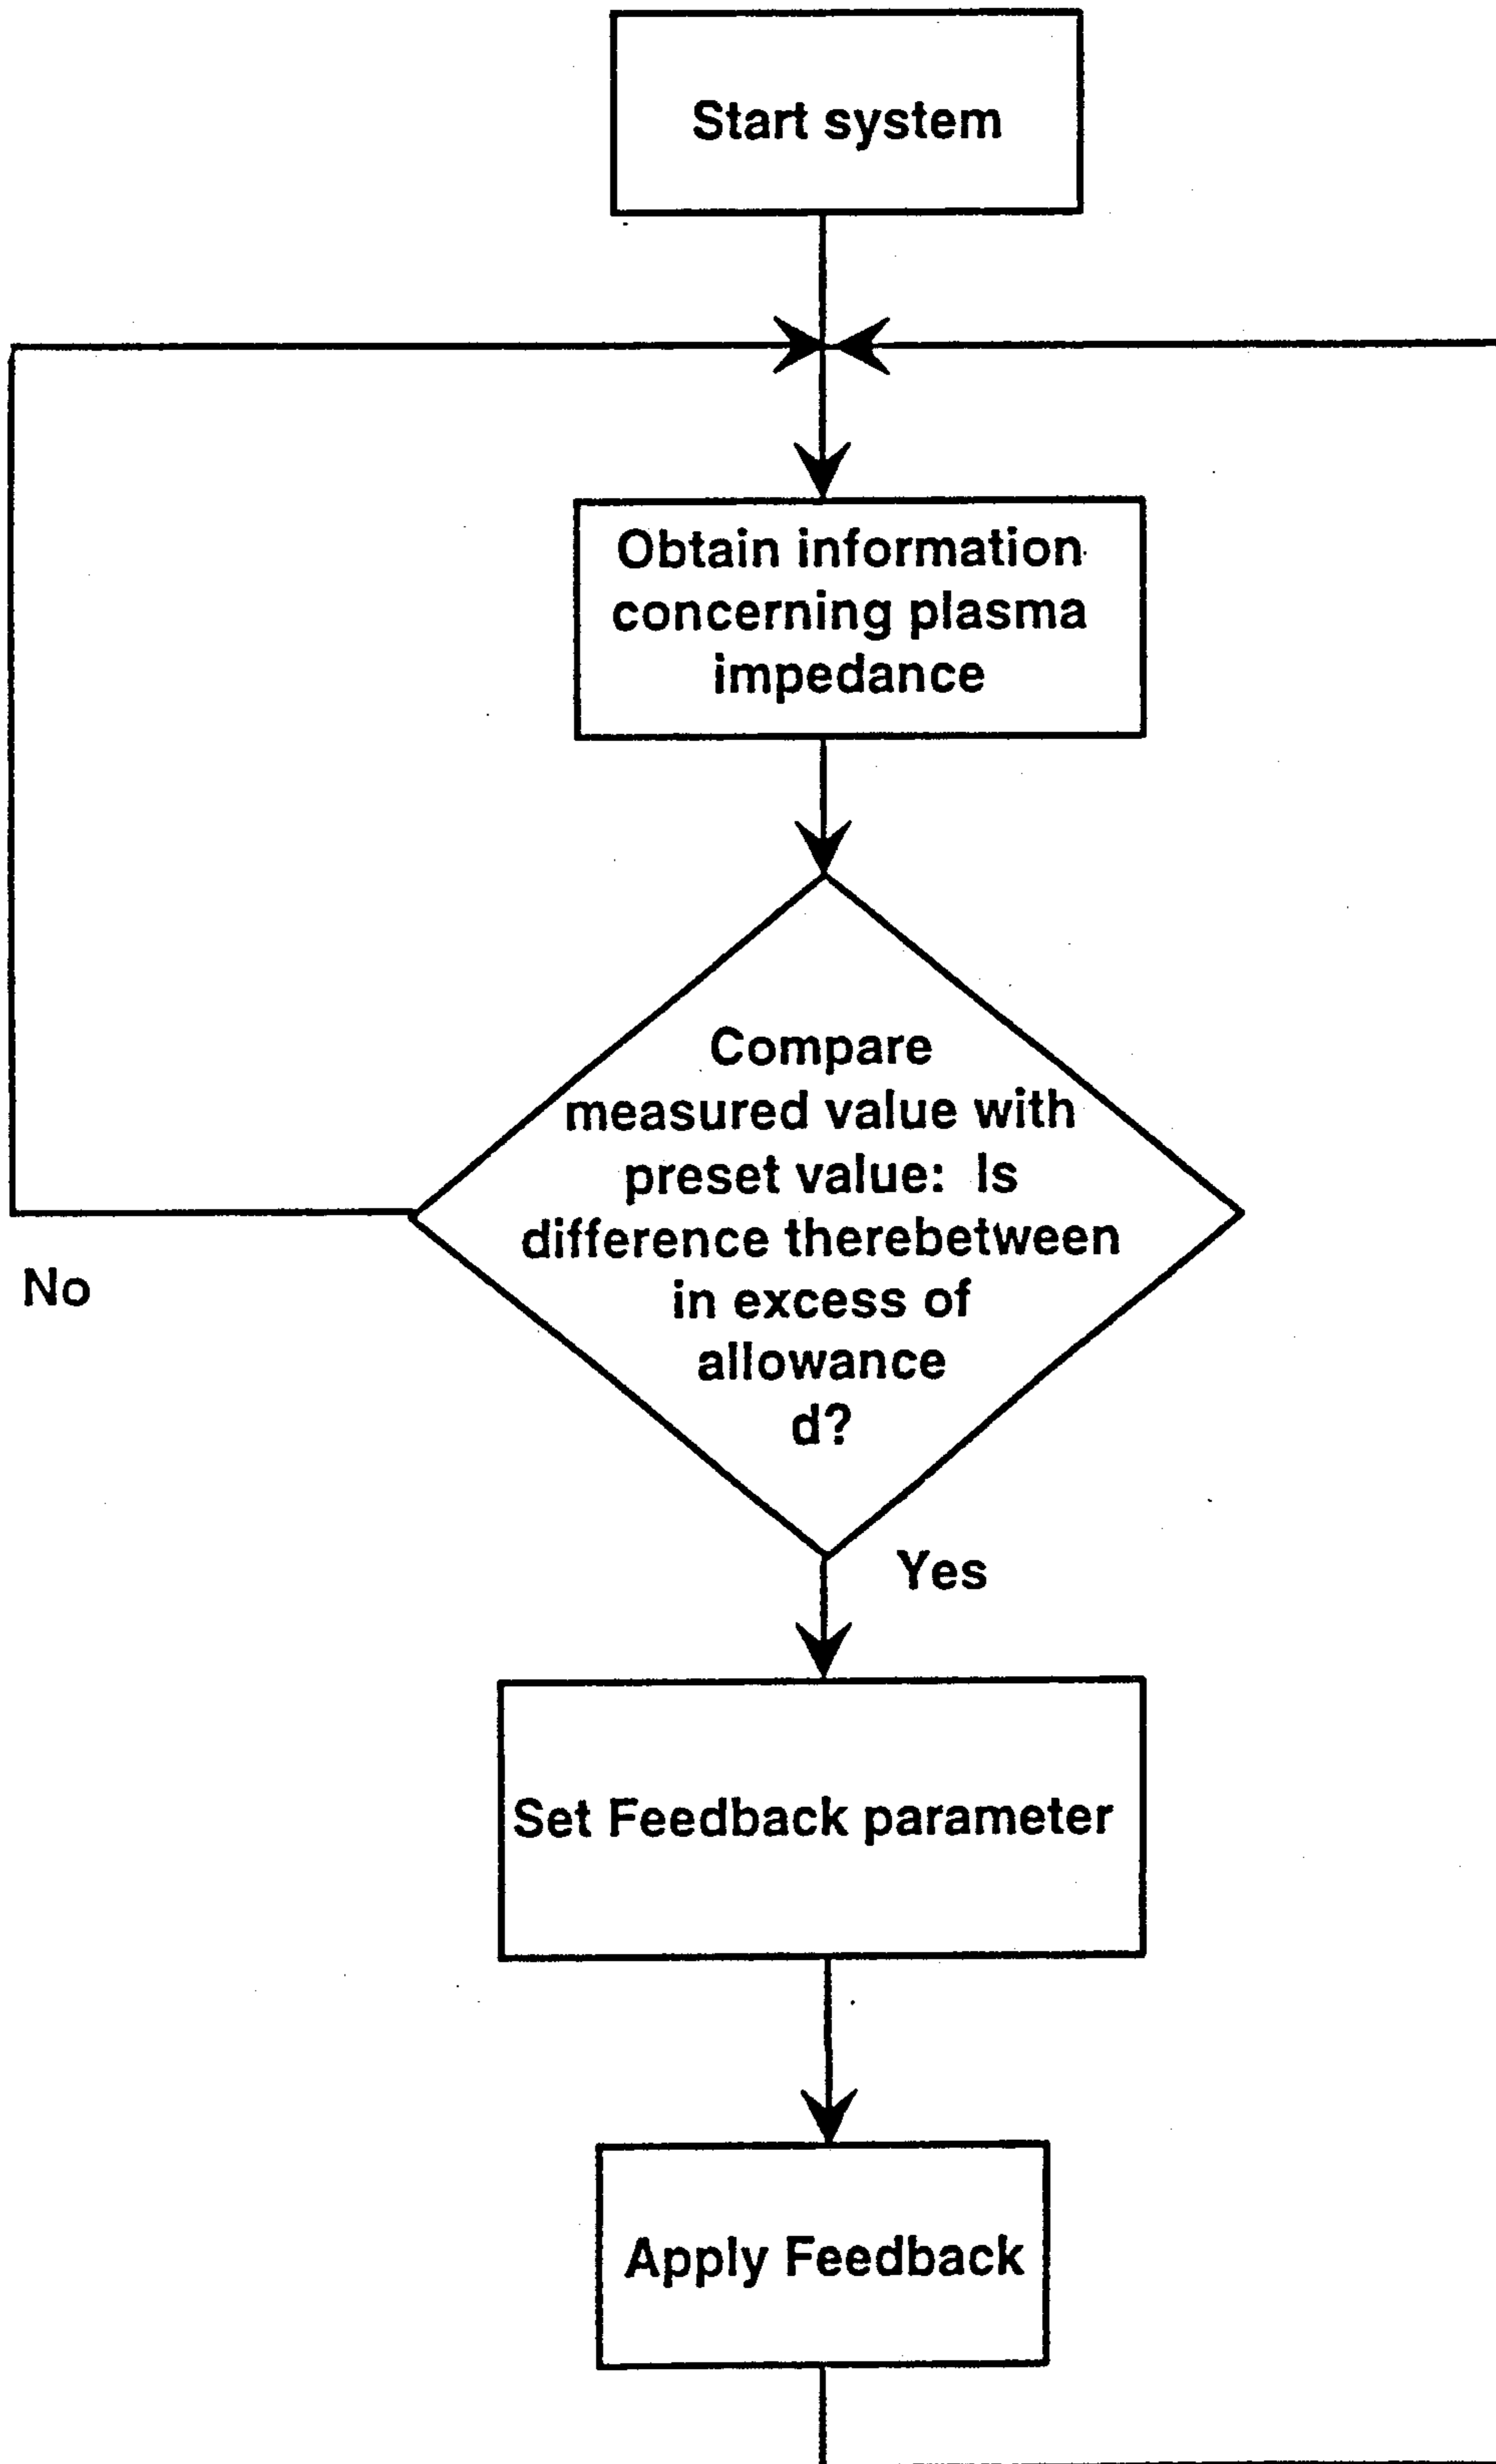 Start system
Obtain information
concerning plasma
impedance
Compare
measured value with
preset value: Is
difference therebetween
in excess of
allowance
d?
No
Yes
Set Feedback parameter
Apply Feedback